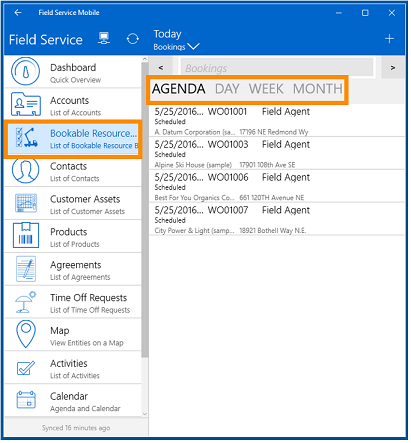 Field Service Mobile
Field Service
Today
Bookings
Dashboard
Quick Overview
Accounts
List of Accounts
Bookable Resource...
List of Bookable Resource B
Contacts
List of Contacts
Customer Assets
List of Customer Assets
Products
List of Products
Agreements
List of Agreements
Time Off Requests
List of Time Off Requests
Map
View Entities on a Map
Activities
List of Activities
Calendar
Agenda and Calendar
Synced 16 minutes ago
< Bookings >
AGENDA DAY WEEK MONTH
5/25/2016... WO01001 Field Agent
Scheduled
A. Datum Corporation (sa... 17196 NE Redmond Wy
5/25/2016... WO01003 Field Agent
Scheduled
Alpine Ski House (sample) 17901 108th Ave SE
5/25/2016... WO01006 Field Agent
Scheduled
Best For You Organics Co... 661 120TH Avenue NE
5/25/2016... WO01007 Field Agent
Scheduled
City Power & Light (samp... 18921 Bothell Way N.E.